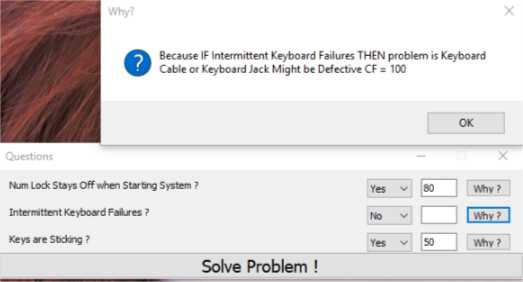 Why?
Because IF Intermittent Keyboard Failures THEN problem is Keyboard
Cable or Keyboard Jack Might be Defective CF = 100
OK
Questions
Num Lock Stays Off when Starting System ? Yes 80 Why ?
Intermittent Keyboard Failures ? No Why ?
Keys are Sticking ? Yes 50 Why ?
Solve Problem !